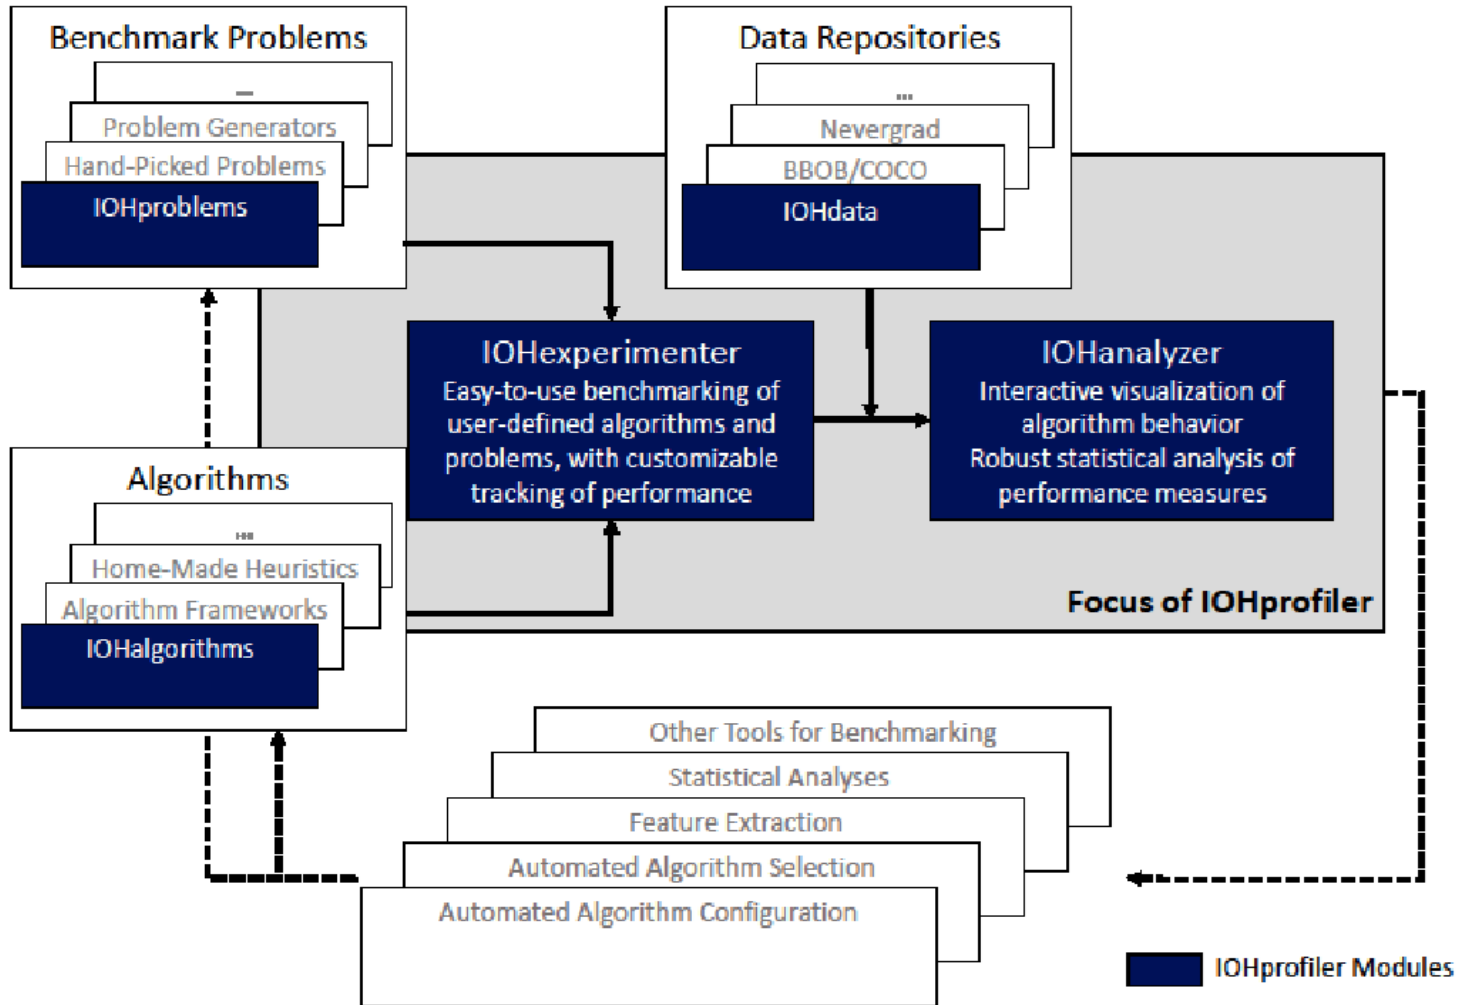 Benchmark Problems
...
Problem Generators
Hand-Picked Problems
IOHproblems
Data Repositories
...
Nevergrad
BBOB/COCO
IOHdata
IOHexperimenter
Easy-to-use benchmarking of
user-defined algorithms and
problems, with customizable
tracking of performance
IOHanalyzer
Interactive visualization of
algorithm behavior
Robust statistical analysis of
performance measures
Algorithms
...
Home-Made Heuristics
Algorithm Frameworks
IOHalgorithms
Focus of IOHprofiler
Other Tools for Benchmarking
Statistical Analyses
Feature Extraction
Automated Algorithm Selection
Automated Algorithm Configuration
IOHprofiler Modules